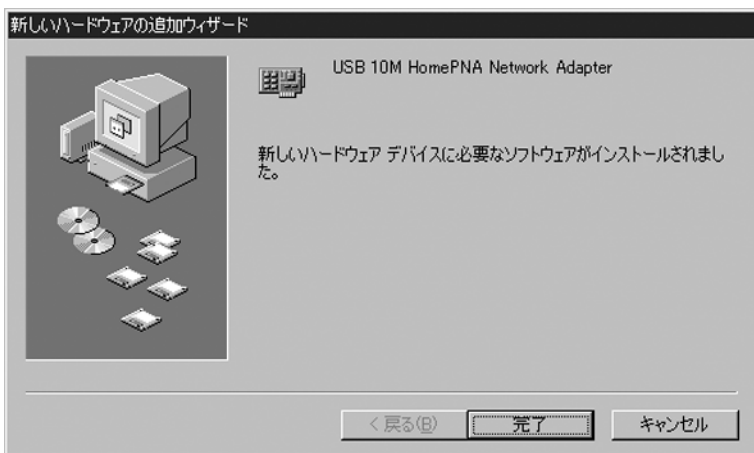 新しいハードウェアの追加ウィザード
USB 10M HomePNA Network Adapter
新しいハードウェア デバイスに必要なソフトウェアがインストールされまし
た。
< 戻る(B)
完了
キャンセル